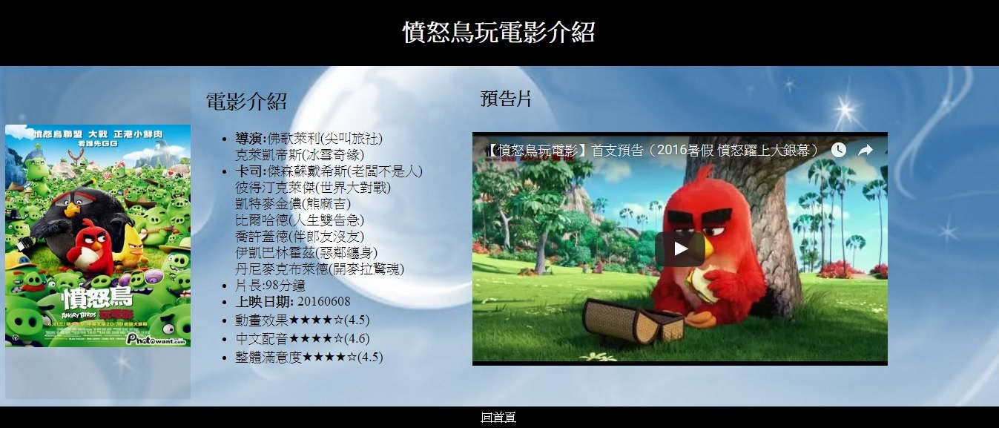 憤怒鳥玩電影介紹
憤怒鳥聯盟 大戰 正港小鮮肉
看誰先GG
憤怒鳥
ANGRY BIRDS 玩電影
Photowant.com
電影介紹
導演:佛歌萊利(尖叫旅社)
克萊凱帝斯(冰雪奇緣)
卡司:傑森蘇戴希斯(老闆不是人)
彼得汀克萊傑(世界大對戰)
凱特麥金儂(熊麻吉)
比爾哈德(人生雙告急)
喬許蓋德(伴郎友沒友)
伊凱巴林霍茲(惡鄰纏身)
丹尼麥克布萊德(開麥拉驚魂)
片長:98分鐘
上映日期: 20160608
動畫效果★★★★☆(4.5)
中文配音★★★★☆(4.6)
整體滿意度★★★★☆(4.5)
預告片
【憤怒鳥玩電影】首支預告（2016暑假 憤怒躍上大銀幕）
回首頁